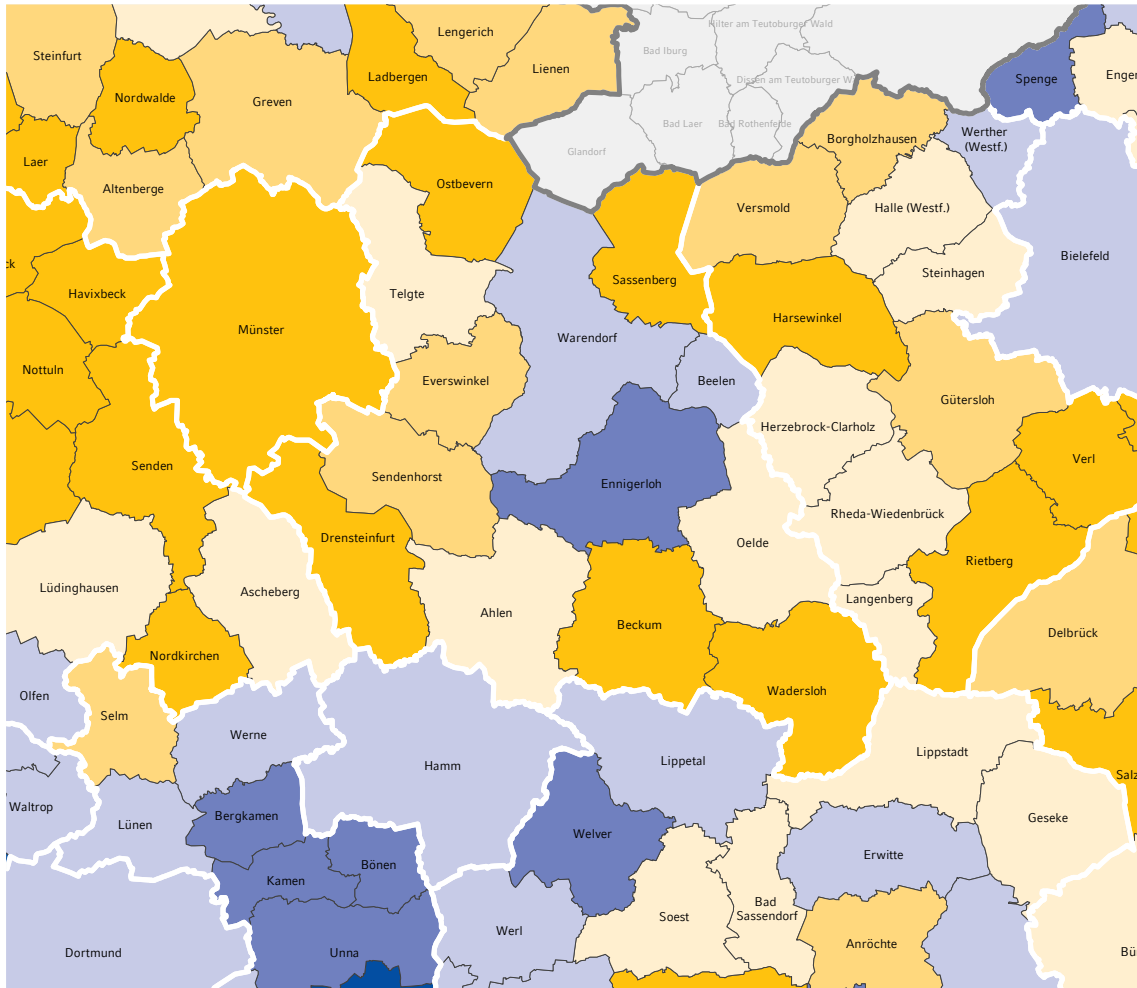 Hilter am Teutoburger Wald
Lengerich
Bad Iburg
Steinfurt
Lienen
Ladbergen
Dissen am Teutoburger Wa
Spenge
Enger
Nordwalde
Greven
Bad Laer
Bad Rothenfelde
Werther
(Westf.)
Borgholzhausen
Glandorf
Laer
Altenberge
Ostbevern
Versmold
Halle (Westf.)
Bielefeld
ck
Steinhagen
Havixbeck
Telgte
Sassenberg
Münster
Harsewinkel
Warendorf
Nottuln
Everswinkel
Beelen
Gütersloh
Herzebrock-Clarholz
Verl
Senden
Sendenhorst
Ennigerloh
Rheda-Wiedenbrück
Drensteinfurt
Oelde
Rietberg
Lüdinghausen
Ascheberg
Langenberg
Ahlen
Beckum
Delbrück
Nordkirchen
Olfen
Wadersloh
Selm
Werne
Lippstadt
Hamm
Lippetal
Salz
Waltrop
Bergkamen
Geseke
Lünen
Welver
Erwitte
Bönen
Kamen
Bad
Sassendorf
Soest
Werl
Anröchte
Dortmund
Unna
Bür